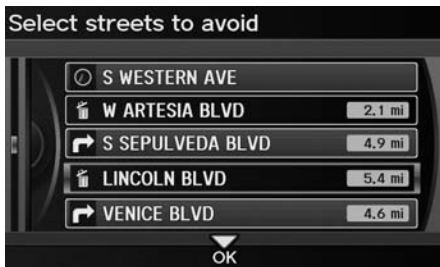 Select streets to avoid
S WESTERN AVE
W ARTESIA BLVD 2.1 mi
S SEPULVEDA BLVD 4.9 mi
LINCOLN BLVD 5.4 mi
VENICE BLVD 4.6 mi
OK